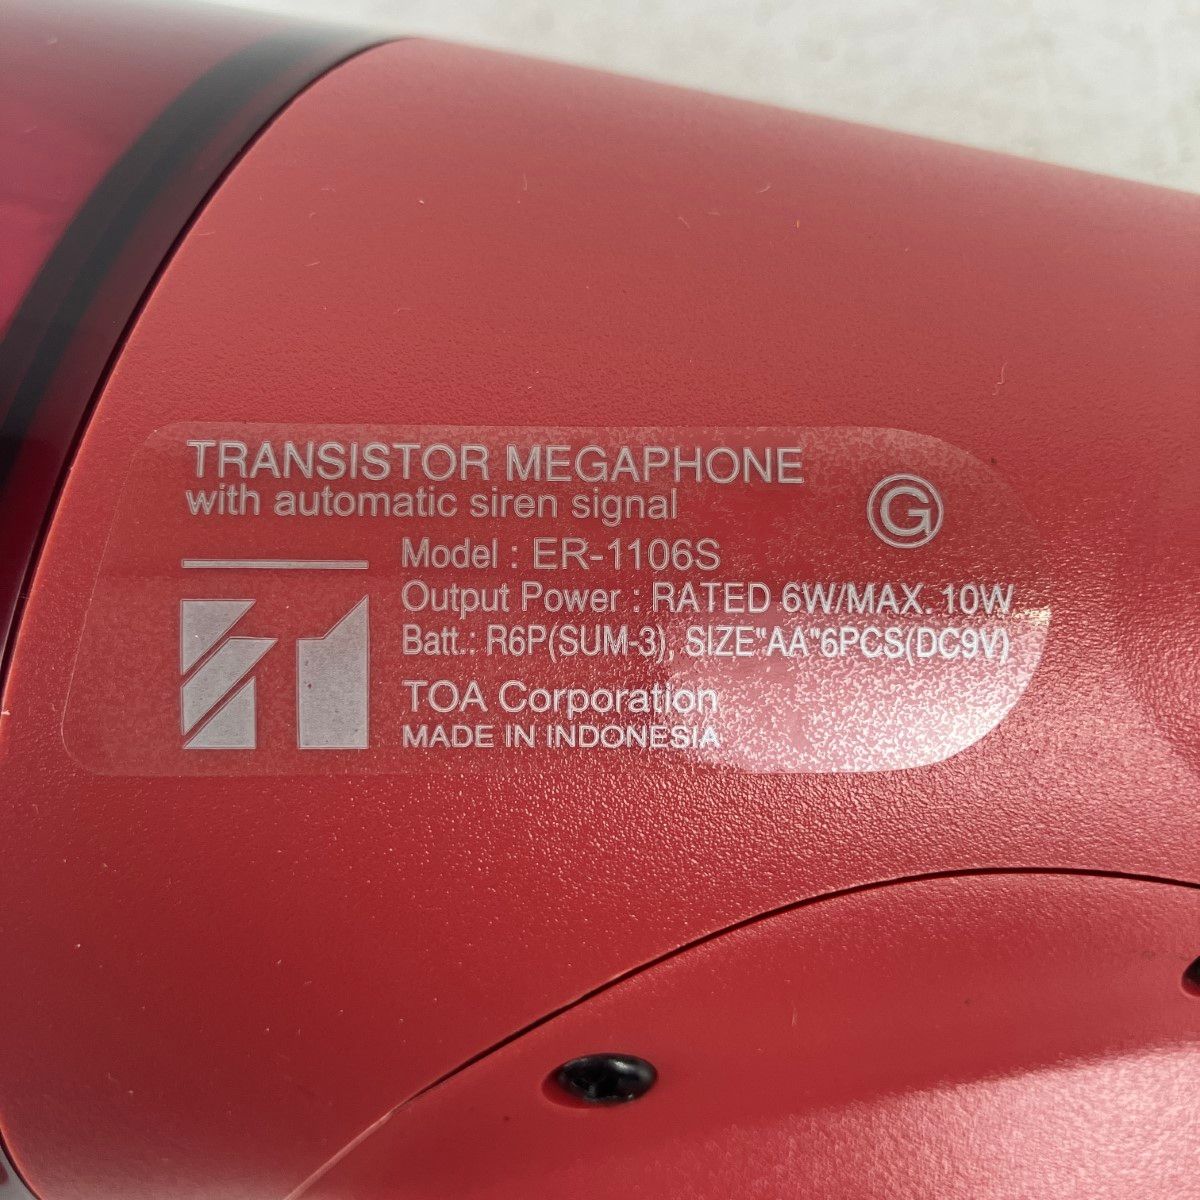 TRANSISTOR MEGAPHONE
with automatic siren signal
G
Model : ER-1106S
Output Power : RATED 6W/MAX. 10W
Batt.: R6P(SUM-3), SIZE"AA"6PCS(DC9V)
TOA Corporation
MADE IN INDONESIA